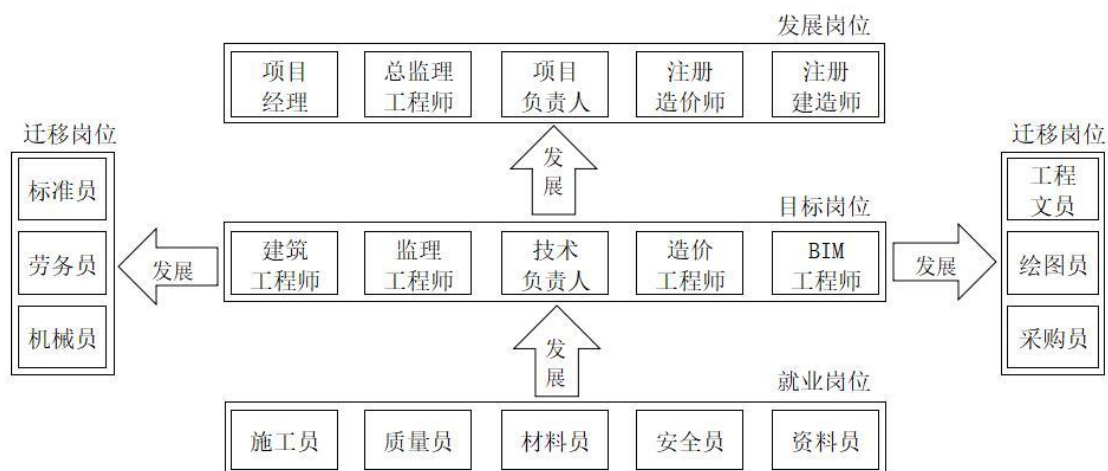 发展岗位
项目
经理
总监理
工程师
项目
负责人
注册
造价师
注册
建造师
迁移岗位
标准员
劳务员
机械员
发展
发展
目标岗位
建筑
工程师
监理
工程师
技术
负责人
造价
工程师
BIM
工程师
发展
迁移岗位
工程
文员
绘图员
采购员
发展
就业岗位
施工员
质量员
材料员
安全员
资料员